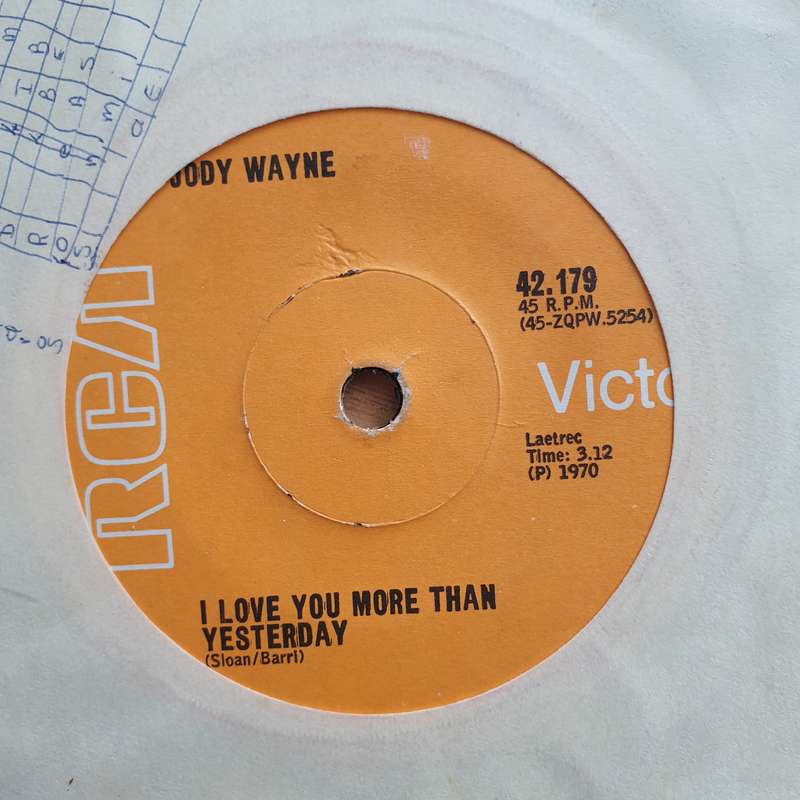 JODY WAYNE
42.179
45 R.P.M.
(45-ZQPW.5254)
RCA
Victo
Laetrec
Time: 3.12
(P) 1970
I LOVE YOU MORE THAN
YESTERDAY
(Sloan/Barri)